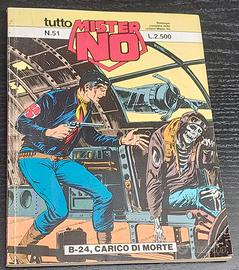 tutto
MISTER
NO
N.51
L.2.500
B-24, CARICO DI MORTE